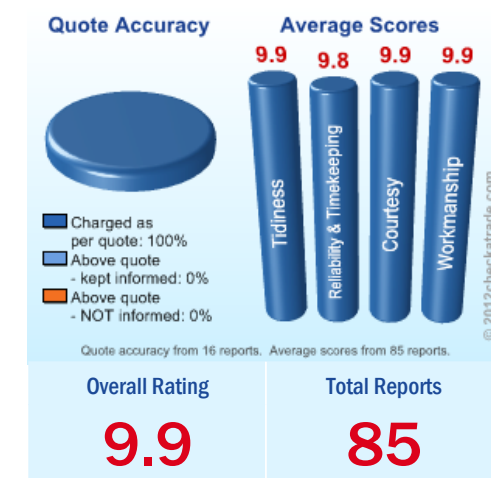 Quote Accuracy
Average Scores
9.9
9.8
9.9
9.9
Tidiness
Reliability & Timekeeping
Courtesy
Workmanship
Charged as
per quote: 100%
Above quote
- kept informed: 0%
Above quote
- NOT informed: 0%
© 2012checkatrade.com
Quote accuracy from 16 reports. Average scores from 85 reports.
Overall Rating
Total Reports
9.9
85